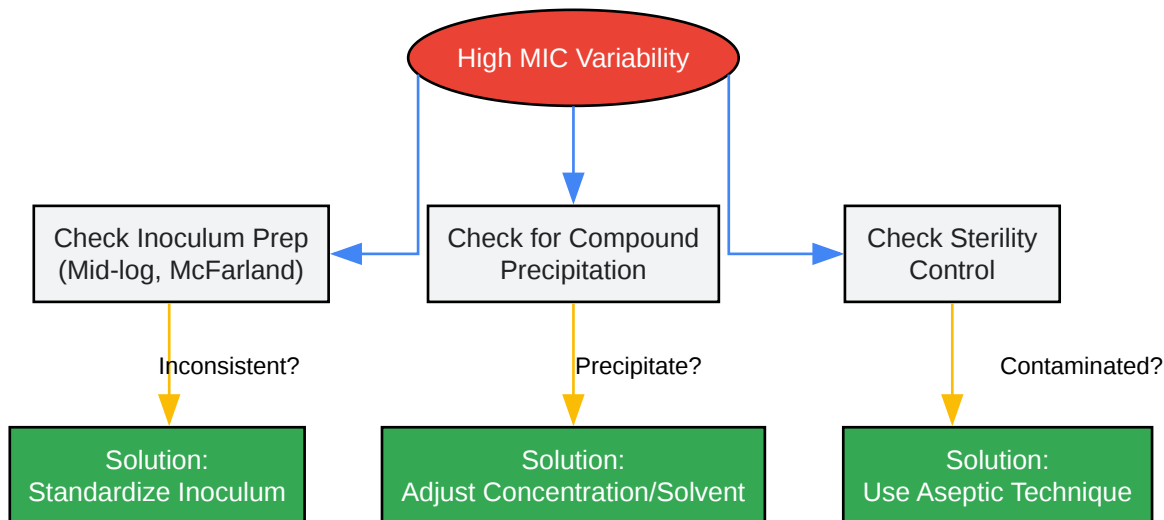 High MIC Variability
Check Inoculum Prep
(Mid-log, McFarland)
Check for Compound
Precipitation
Check Sterility
Control
Inconsistent?
Precipitate?
Contaminated?
Solution:
Standardize Inoculum
Solution:
Adjust Concentration/Solvent
Solution:
Use Aseptic Technique